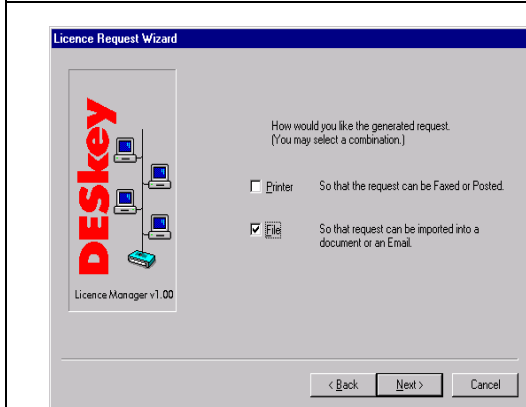 Licence Request Wizard
DESkey
Licence Manager v1.00
How would you like the generated request.
(You may select a combination.)
Printer So that the request can be Faxed or Posted.
File So that request can be imported into a
document or an Email.
< Back Next > Cancel